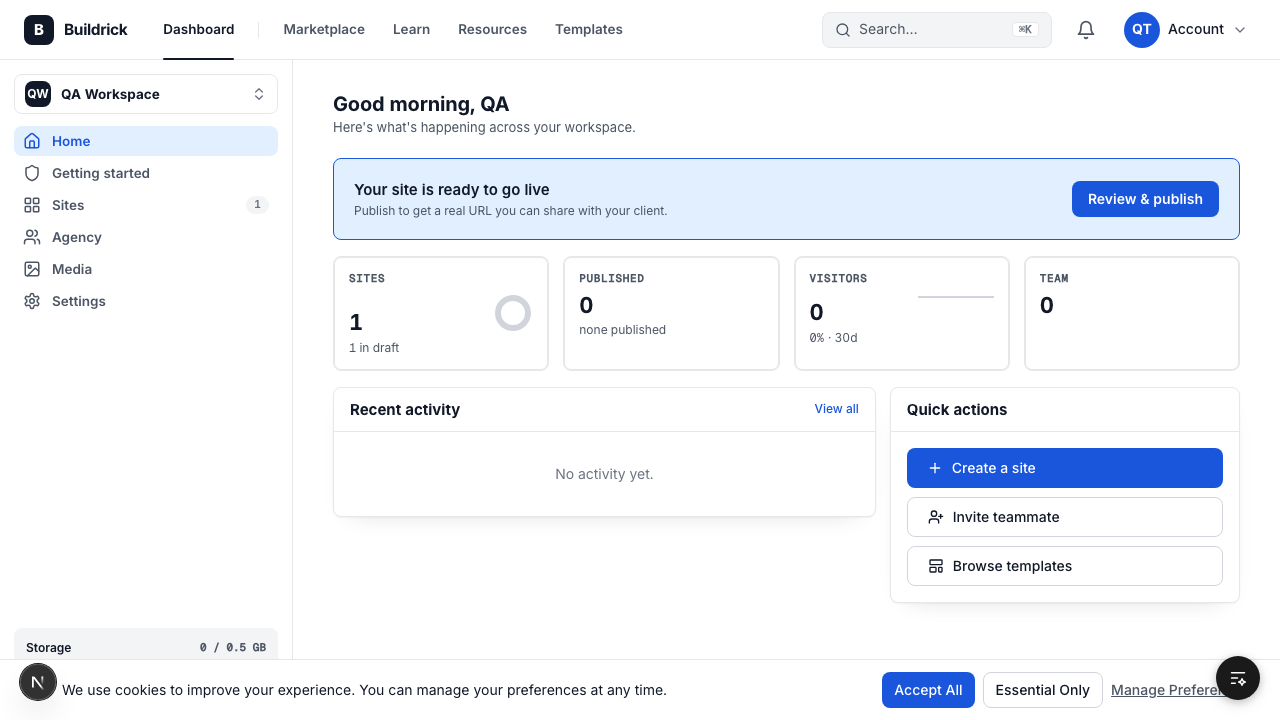 B Buildrick Dashboard Marketplace Learn Resources Templates Search... ⌘K QT Account
QW QA Workspace
Home
Getting started
Sites 1
Agency
Media
Settings
Storage 0 / 0.5 GB
Good morning, QA
Here's what's happening across your workspace.
Your site is ready to go live
Publish to get a real URL you can share with your client.
Review & publish
SITES
1
1 in draft
PUBLISHED
0
none published
VISITORS
0
0% · 30d
TEAM
0
Recent activity View all
No activity yet.
Quick actions
Create a site
Invite teammate
Browse templates
N We use cookies to improve your experience. You can manage your preferences at any time. Accept All Essential Only Manage